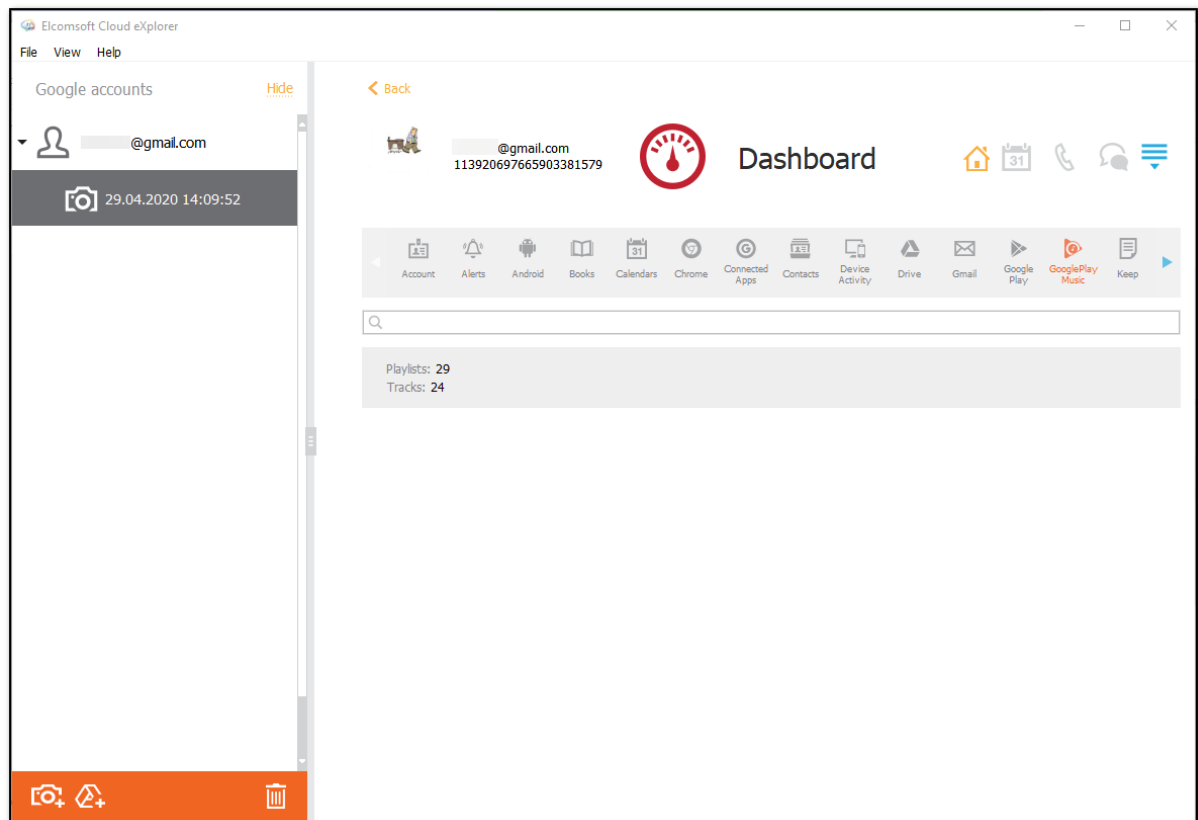 Elcomsoft Cloud eXplorer
File View Help
Google accounts Hide
@gmail.com
29.04.2020 14:09:52
Back
@gmail.com
113920697665903381579
Dashboard
31
Account
Alerts
Android
Books
31
Calendars
Chrome
G
Connected
Apps
Contacts
Device
Activity
Drive
Gmail
Google
Play
GooglePlay
Music
Keep
Playlists: 29
Tracks: 24